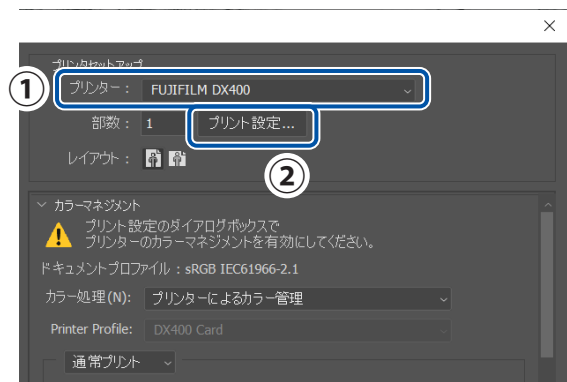 プリンタセットアップ
① プリンター： FUJIFILM DX400
部数： 1 プリント設定...
②
レイアウト：
カラーマネジメント
プリント設定のダイアログボックスで
プリンターのカラーマネジメントを有効にしてください。
ドキュメントプロファイル：sRGB IEC61966-2.1
カラー処理(N): プリンターによるカラー管理
Printer Profile: DX400 Card
通常プリント